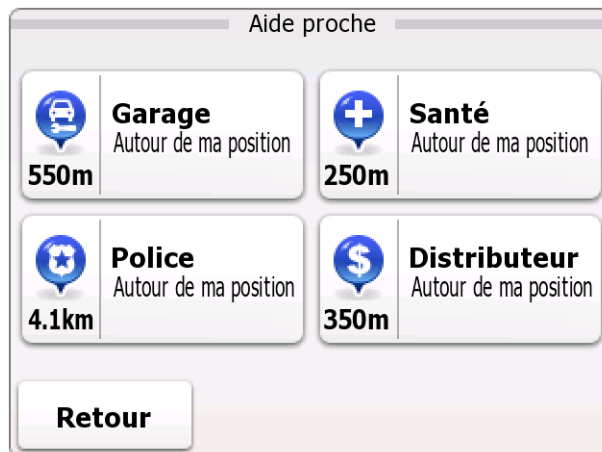 Aide proche
Garage
Autour de ma position
550m
Santé
Autour de ma position
250m
Police
Autour de ma position
4.1km
Distributeur
Autour de ma position
350m
Retour